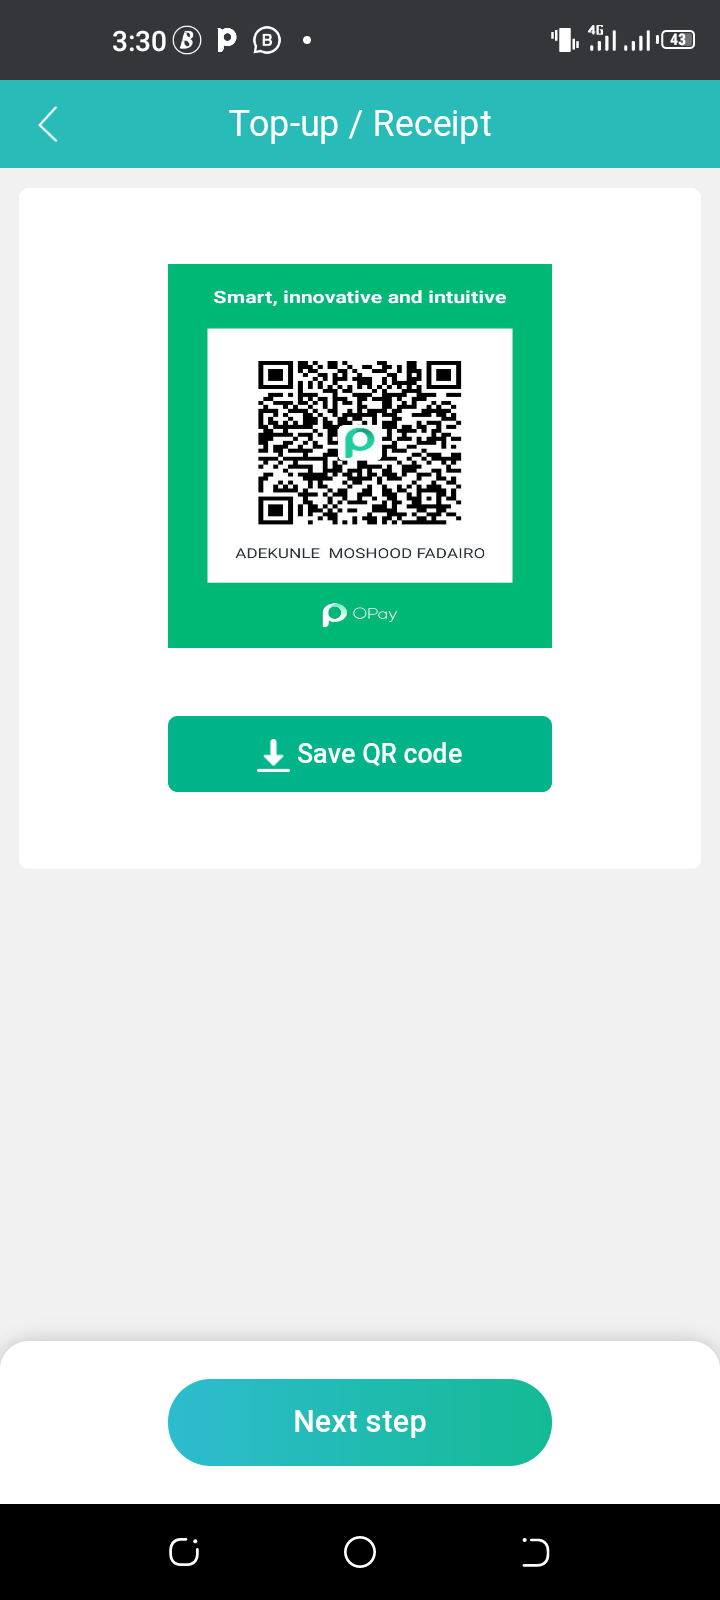 3:30
4G
43
Top-up / Receipt
Smart, innovative and intuitive
ADEKUNLE MOSHOOD FADAIRO
OPay
Save QR code
Next step